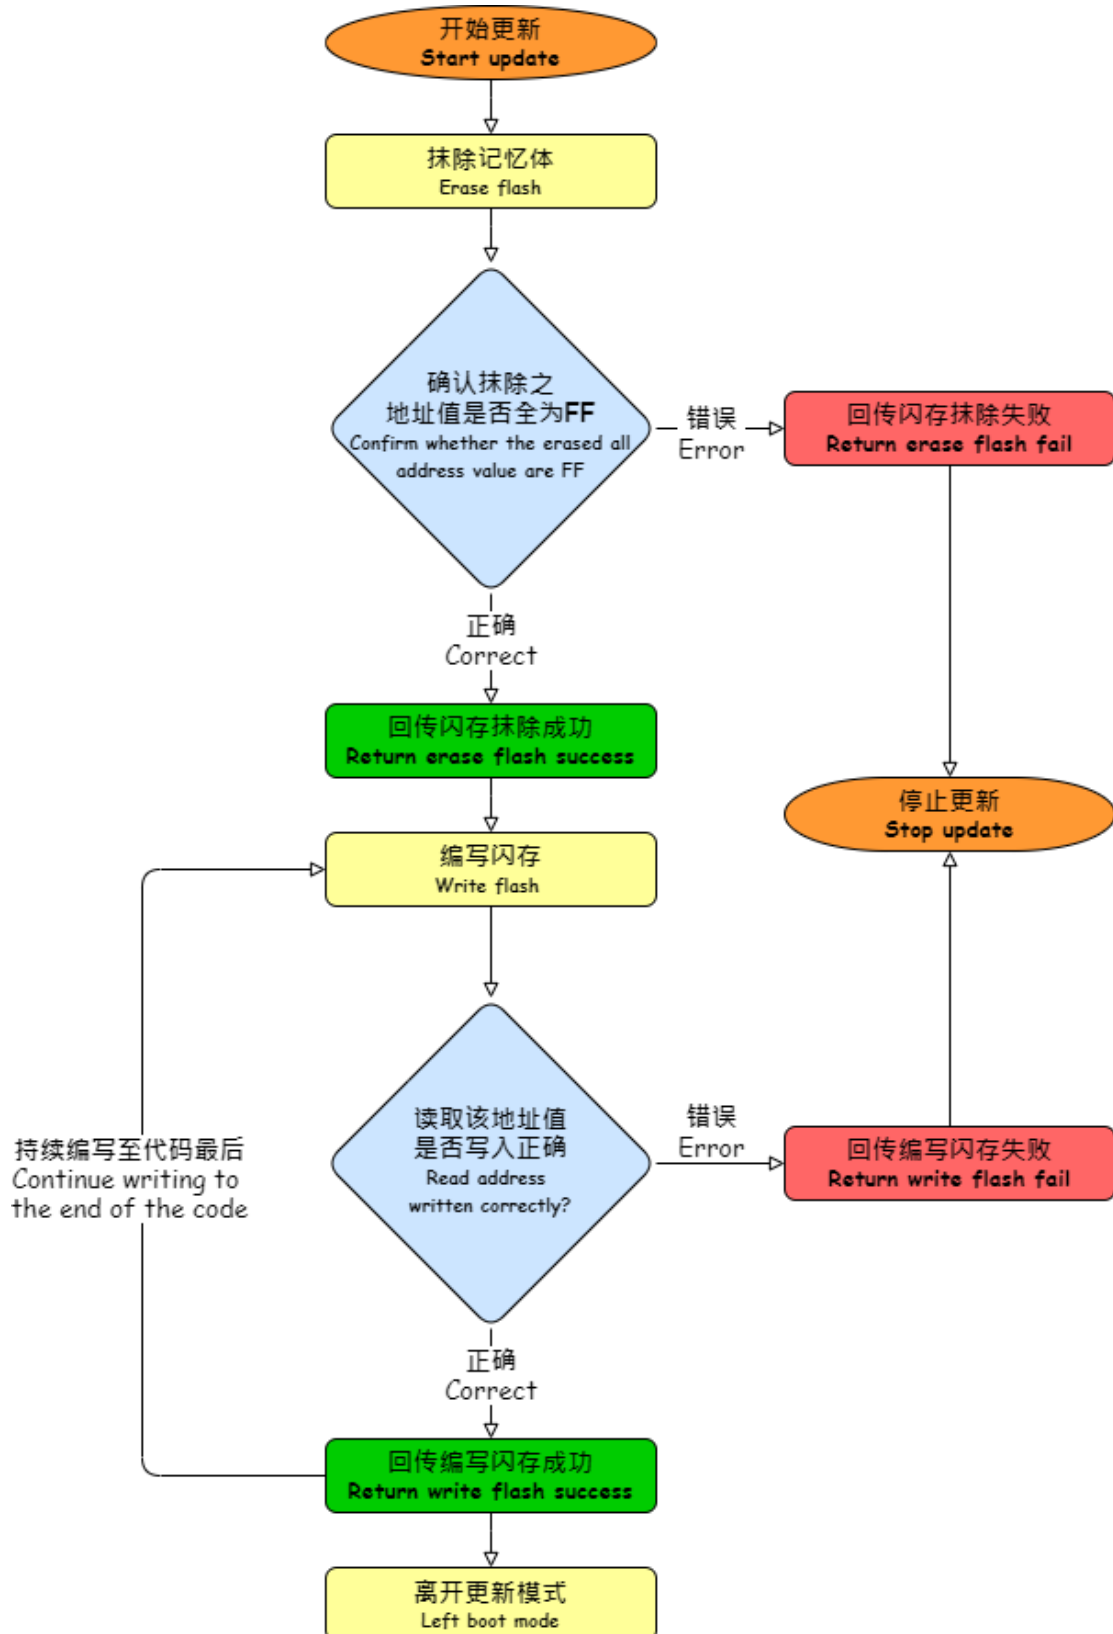 开始更新
Start update
抹除记忆体
Erase flash
确认抹除之
地址值是否全为FF
Confirm whether the erased all
address value are FF
错误
Error
回传闪存抹除失败
Return erase flash fail
正确
Correct
回传闪存抹除成功
Return erase flash success
停止更新
Stop update
编写闪存
Write flash
持续编写至代码最后
Continue writing to
the end of the code
读取该地址值
是否写入正确
Read address
written correctly?
错误
Error
回传编写闪存失败
Return write flash fail
正确
Correct
回传编写闪存成功
Return write flash success
离开更新模式
Left boot mode